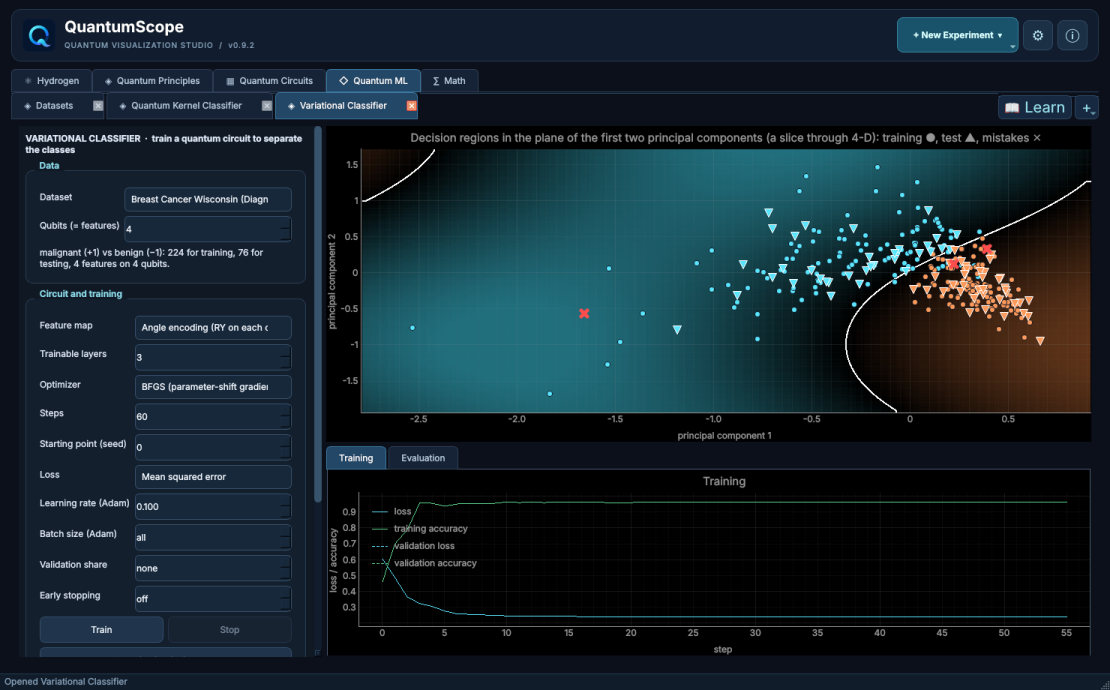 QuantumScope
QUANTUM VISUALIZATION STUDIO / v0.9.2
+ New Experiment
Hydrogen
Quantum Principles
Quantum Circuits
Quantum ML
Σ Math
Datasets
Quantum Kernel Classifier
Variational Classifier
Learn
+
VARIATIONAL CLASSIFIER · train a quantum circuit to separate
the classes
Data
Dataset
Breast Cancer Wisconsin (Diagn
Qubits (= features)
4
malignant (+1) vs benign (−1): 224 for training, 76 for
testing, 4 features on 4 qubits.
Circuit and training
Feature map
Angle encoding (RY on each c
Trainable layers
3
Optimizer
BFGS (parameter-shift gradie
Steps
60
Starting point (seed)
0
Loss
Mean squared error
Learning rate (Adam)
0.100
Batch size (Adam)
all
Validation share
none
Early stopping
off
Train
Stop
Decision regions in the plane of the first two principal components (a slice through 4-D): training ●, test ▲, mistakes ×
principal component 2
1.5
1
0.5
0
-0.5
-1
-1.5
-2.5
-2.0
-1.5
-1.0
-0.5
0
0.5
principal component 1
Training
Evaluation
Training
loss / accuracy
0.9
0.8
0.7
0.6
0.5
0.4
0.3
loss
training accuracy
validation loss
validation accuracy
0
5
10
15
20
25
30
35
40
45
50
55
step
Opened Variational Classifier